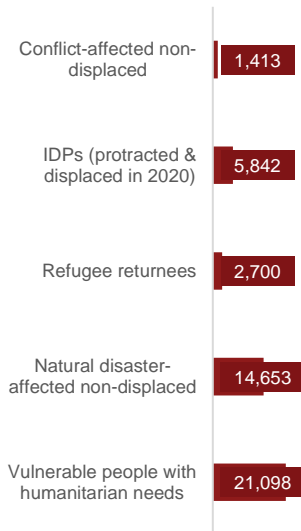 Conflict-affected non-
displaced
1,413
IDPs (protracted &
displaced in 2020)
5,842
Refugee returnees
2,700
Natural disaster-
affected non-displaced
14,653
Vulnerable people with
humanitarian needs
21,098